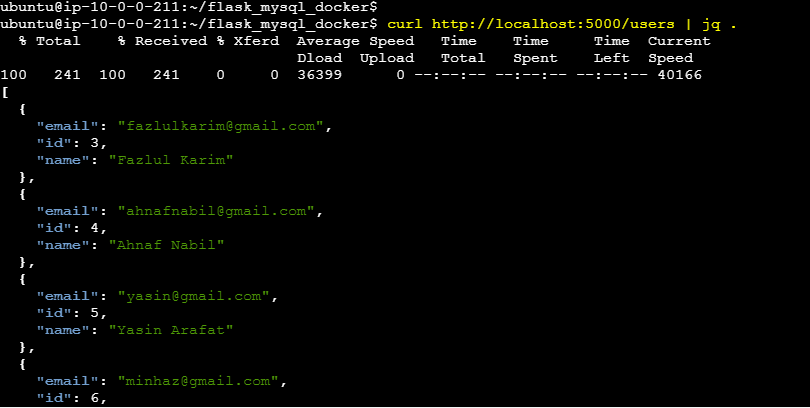 ubuntu@ip-10-0-0-211:~/flask_mysql_docker$
ubuntu@ip-10-0-0-211:~/flask_mysql_docker$ curl http://localhost:5000/users | jq .
  % Total    % Received % Xferd  Average Speed   Time    Time     Time  Current
                                 Dload  Upload   Total   Spent    Left  Speed
100   241  100   241    0     0  36399      0 --:--:-- --:--:-- --:--:-- 40166
[
  {
    "email": "fazlulkarim@gmail.com",
    "id": 3,
    "name": "Fazlul Karim"
  },
  {
    "email": "ahnafnabil@gmail.com",
    "id": 4,
    "name": "Ahnaf Nabil"
  },
  {
    "email": "yasin@gmail.com",
    "id": 5,
    "name": "Yasin Arafat"
  },
  {
    "email": "minhaz@gmail.com",
    "id": 6,